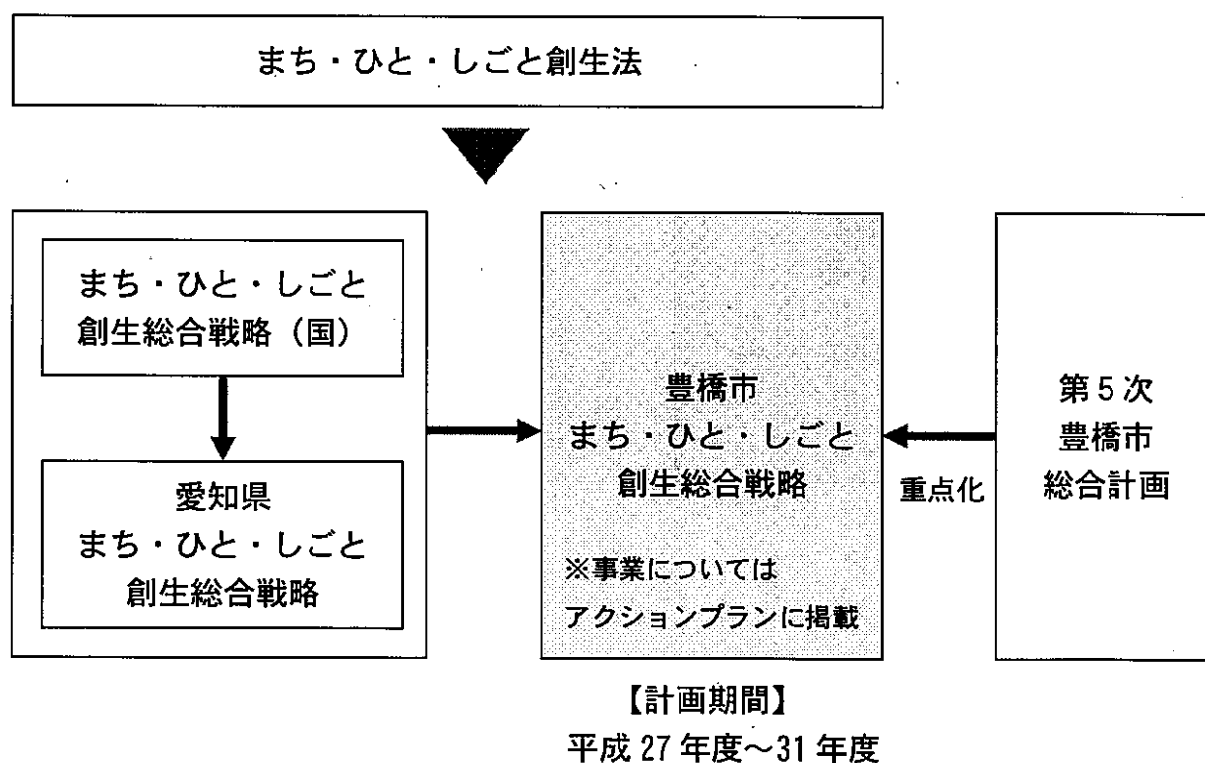 まち・ひと・しごと創生法
まち・ひと・しごと
創生総合戦略（国）
愛知県
まち・ひと・しごと
創生総合戦略
豊橋市
まち・ひと・しごと
創生総合戦略
※事業については
アクションプランに掲載
重点化
第５次
豊橋市
総合計画
【計画期間】
平成 27 年度～31 年度